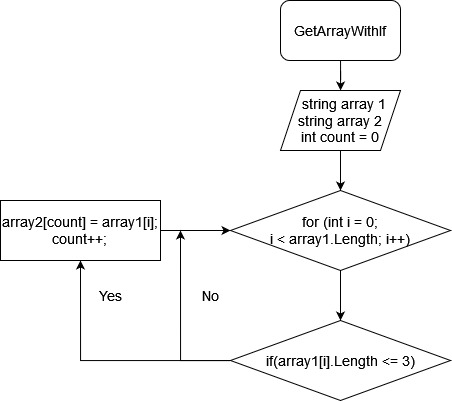 GetArrayWithIf
string array 1
string array 2
int count = 0
for (int i = 0;
i < array1.Length; i++)
array2[count] = array1[i];
count++;
Yes
No
if(array1[i].Length <= 3)